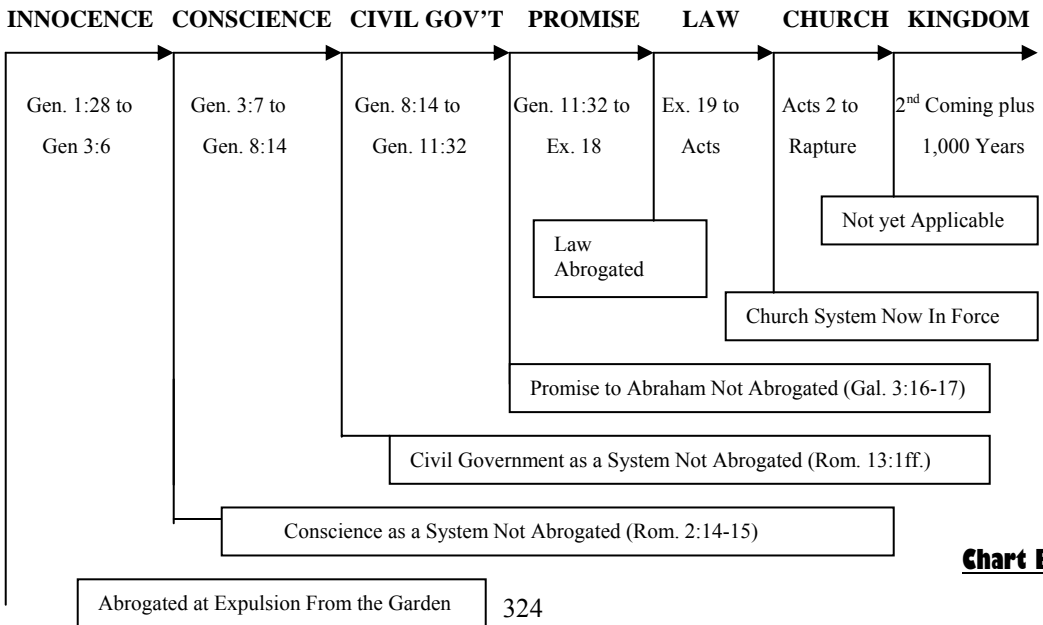 INNOCENCE CONSCIENCE CIVIL GOV'T PROMISE LAW CHURCH KINGDOM
Gen. 1:28 to Gen. 3:7 to Gen. 8:14 to Gen. 11:32 to Ex. 19 to Acts 2 to 2nd Coming plus
Gen 3:6 Gen. 8:14 Gen. 11:32 Ex. 18 Acts Rapture 1,000 Years
Not yet Applicable
Law
Abrogated
Church System Now In Force
Promise to Abraham Not Abrogated (Gal. 3:16-17)
Civil Government as a System Not Abrogated (Rom. 13:1ff.)
Conscience as a System Not Abrogated (Rom. 2:14-15)
Chart
Abrogated at Expulsion From the Garden 324